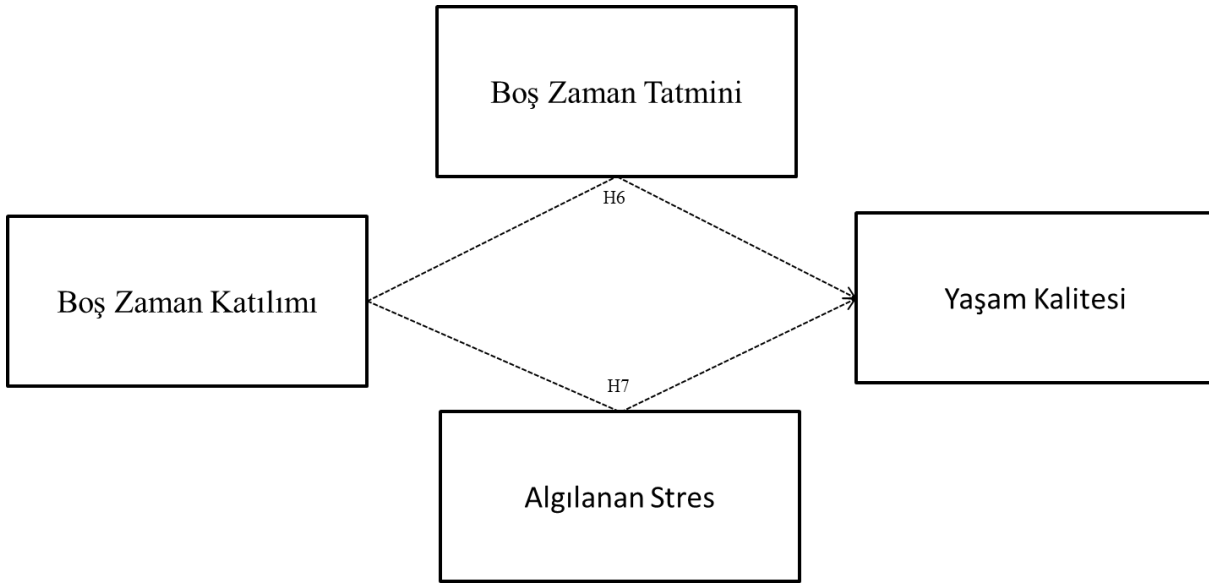 Boş Zaman Tatmini
H6
Boş Zaman Katılımı
Yaşam Kalitesi
H7
Algılanan Stres